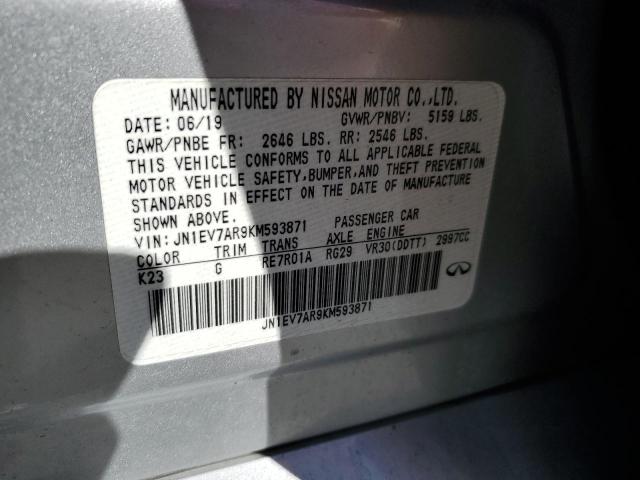 MANUFACTURED BY NISSAN MOTOR CO.,LTD.
DATE: 06/19 GVWR/PNBV: 5159 LBS.
GAWR/PNBE FR: 2646 LBS. RR: 2546 LBS.
THIS VEHICLE CONFORMS TO ALL APPLICABLE FEDERAL
MOTOR VEHICLE SAFETY,BUMPER,AND THEFT PREVENTION
STANDARDS IN EFFECT ON THE DATE OF MANUFACTURE
SHOWN ABOVE.
VIN: JN1EV7AR9KM593871 PASSENGER CAR
COLOR TRIM TRANS AXLE ENGINE
K23 G RE7R01A RG29 VR30(DDTT) 2997CC
JN1EV7AR9KM593871